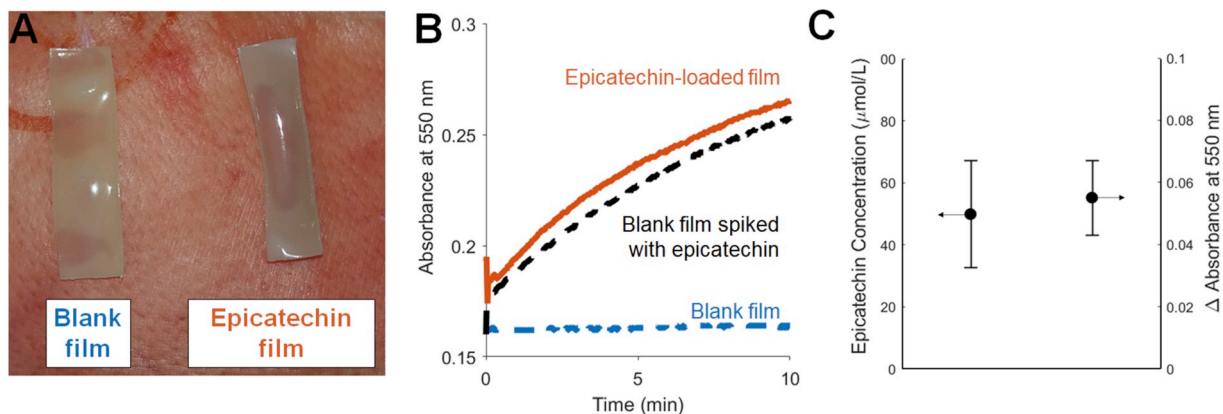 A
Blank
film
Epicatechin
film
B
0.3
0.25
0.2
0.15
Absorbance at 550 nm
Epicatechin-loaded film
Blank film spiked
with epicatechin
Blank film
0
5
10
Time (min)
C
Epicatechin Concentration (μmol/L)
00
80
60
40
20
0
0.1
0.08
0.06
0.04
0.02
0
Δ Absorbance at 550 nm